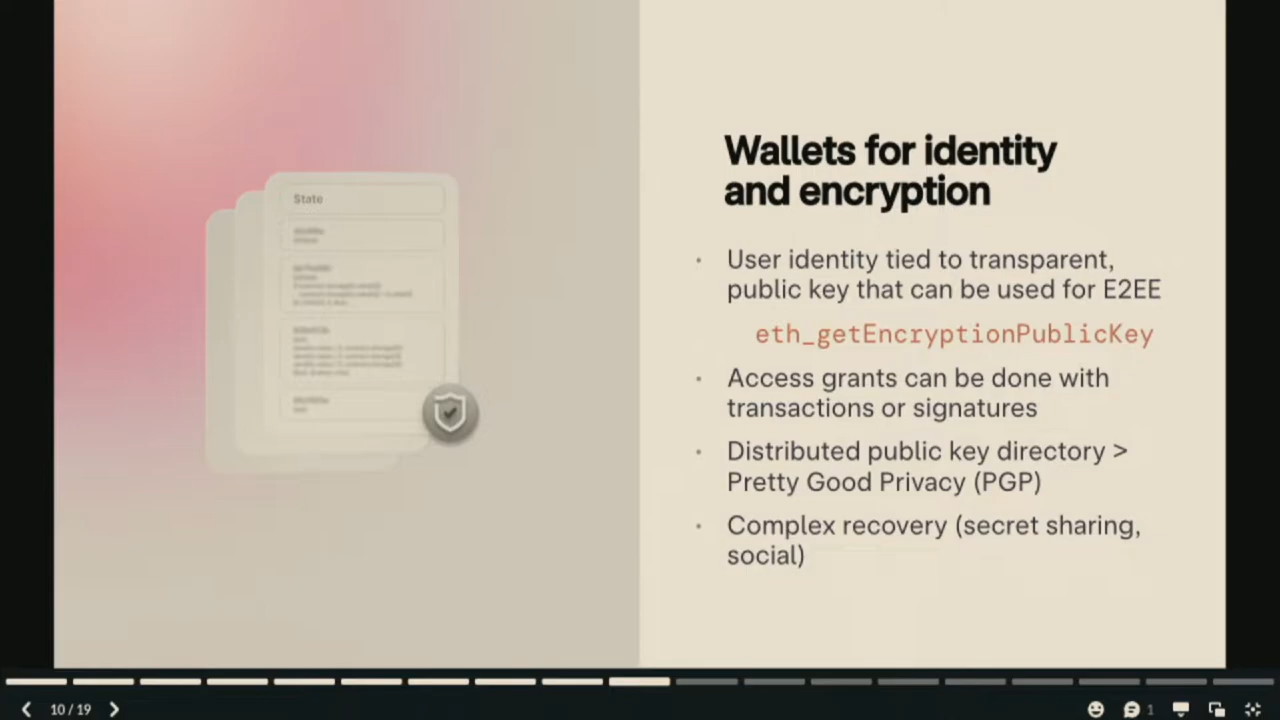 State
Wallets for identity
and encryption
· User identity tied to transparent,
public key that can be used for E2EE
eth_getEncryptionPublicKey
· Access grants can be done with
transactions or signatures
· Distributed public key directory >
Pretty Good Privacy (PGP)
· Complex recovery (secret sharing,
social)
10 / 19
1